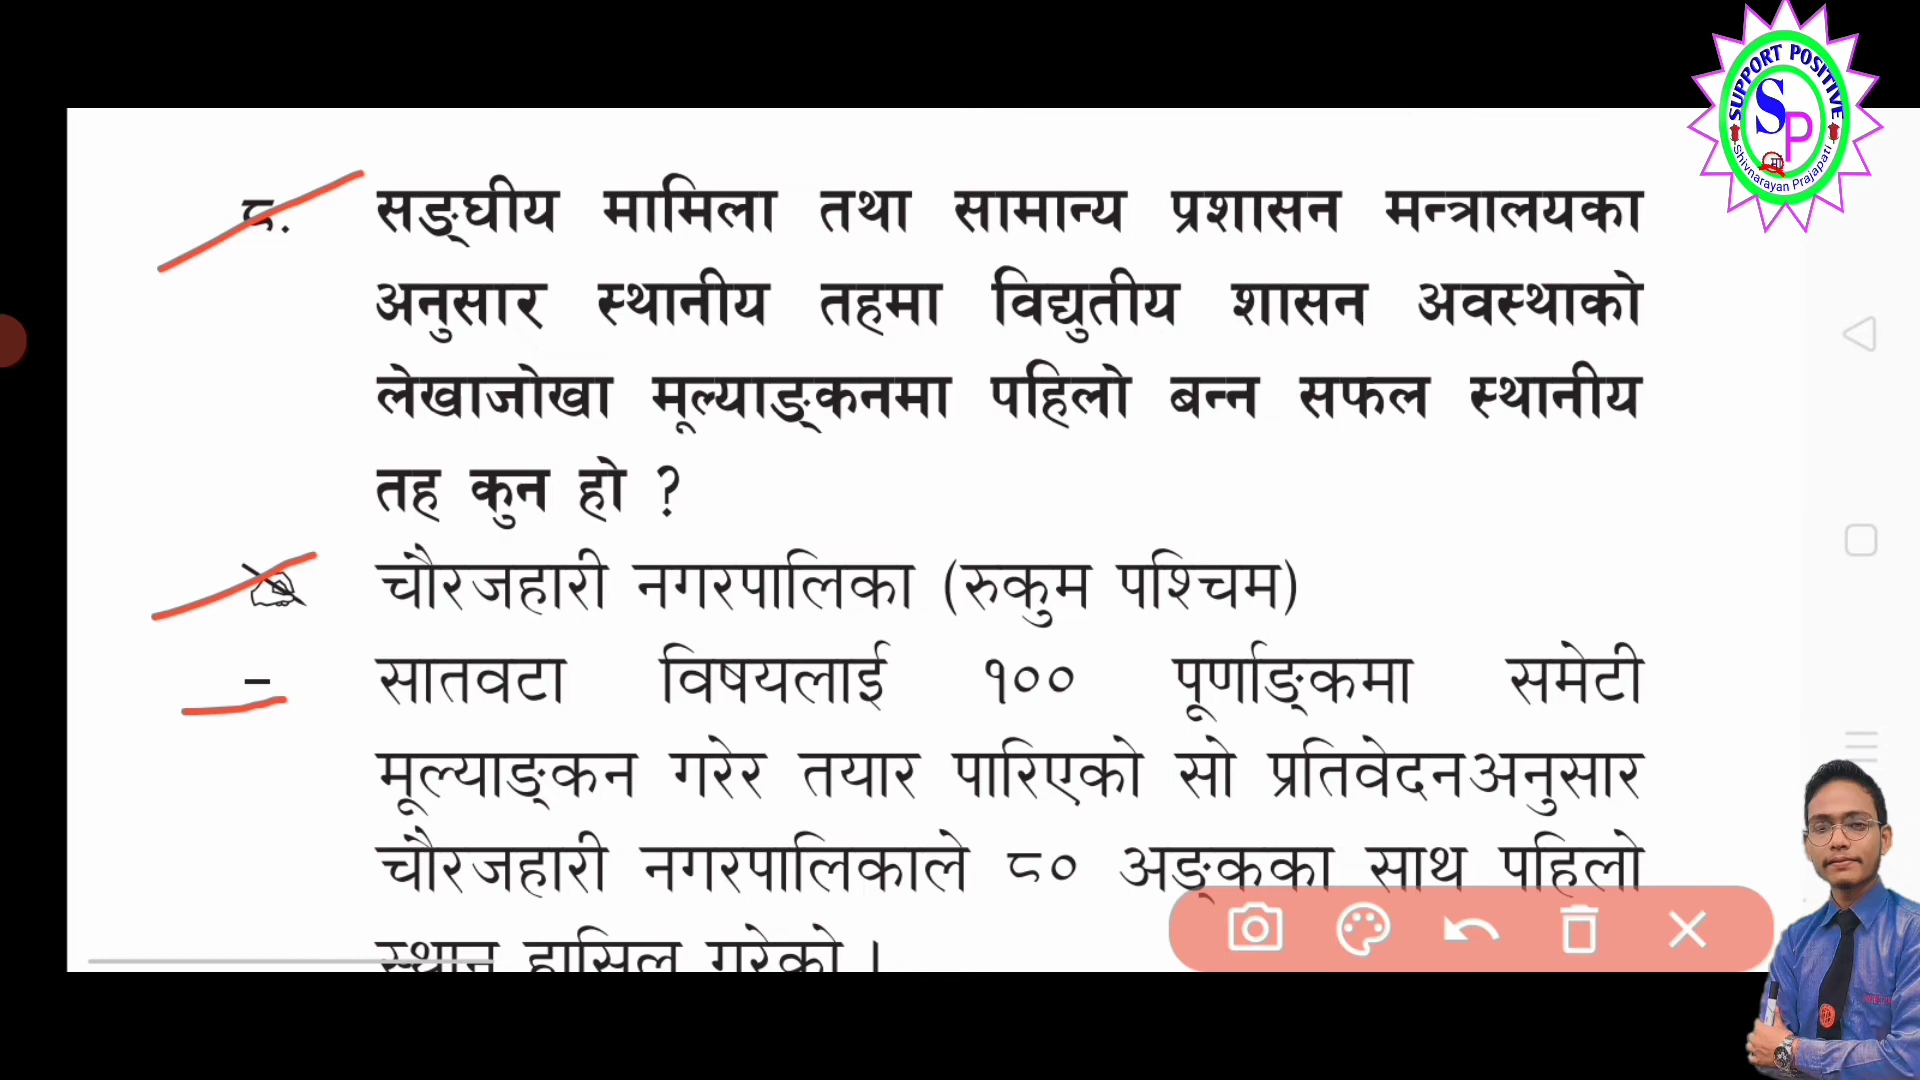 SUPPORT POSITIVE
SP
माँ
Shivnarayan Prajapati
८. सङ्घीय मामिला तथा सामान्य प्रशासन मन्त्रालयका
अनुसार स्थानीय तहमा विद्युतीय शासन अवस्थाको
लेखाजोखा मूल्याङ्कनमा पहिलो बन्न सफल स्थानीय
तह कुन हो ?
चौरजहारी नगरपालिका (रुकुम पश्चिम)
– सातवटा विषयलाई १०० पूर्णाङ्कमा समेटी
मूल्याङ्कन गरेर तयार पारिएको सो प्रतिवेदनअनुसार
चौरजहारी नगरपालिकाले ८० अङ्कका साथ पहिलो
स्थान हासिल गरेको ।